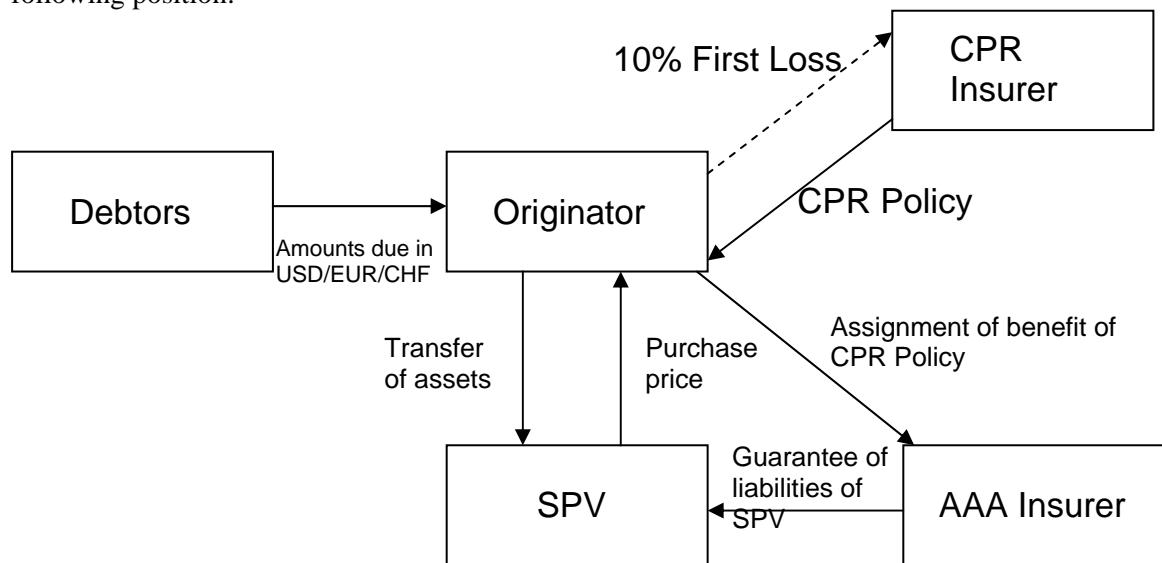 following position:
10% First Loss
CPR
Insurer
Debtors
Originator
CPR Policy
Amounts due in
USD/EUR/CHF
Transfer
of assets
Purchase
price
Assignment of benefit of
CPR Policy
SPV
Guarantee of
liabilities of
SPV
AAA Insurer